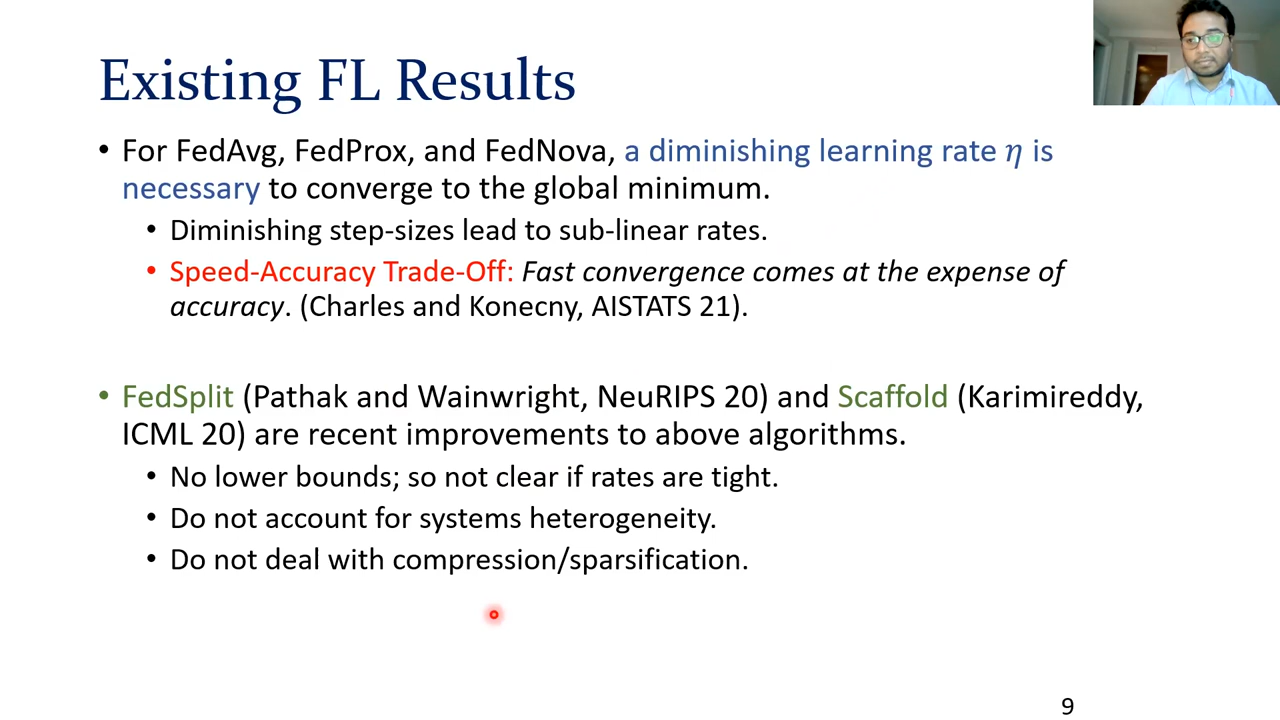 Existing FL Results
• For FedAvg, FedProx, and FedNova, a diminishing learning rate η is
necessary to converge to the global minimum.
• Diminishing step-sizes lead to sub-linear rates.
• Speed-Accuracy Trade-Off: Fast convergence comes at the expense of
accuracy. (Charles and Konecny, AISTATS 21).
• FedSplit (Pathak and Wainwright, NeurIPS 20) and Scaffold (Karimireddy,
ICML 20) are recent improvements to above algorithms.
• No lower bounds; so not clear if rates are tight.
• Do not account for systems heterogeneity.
• Do not deal with compression/sparsification.
9